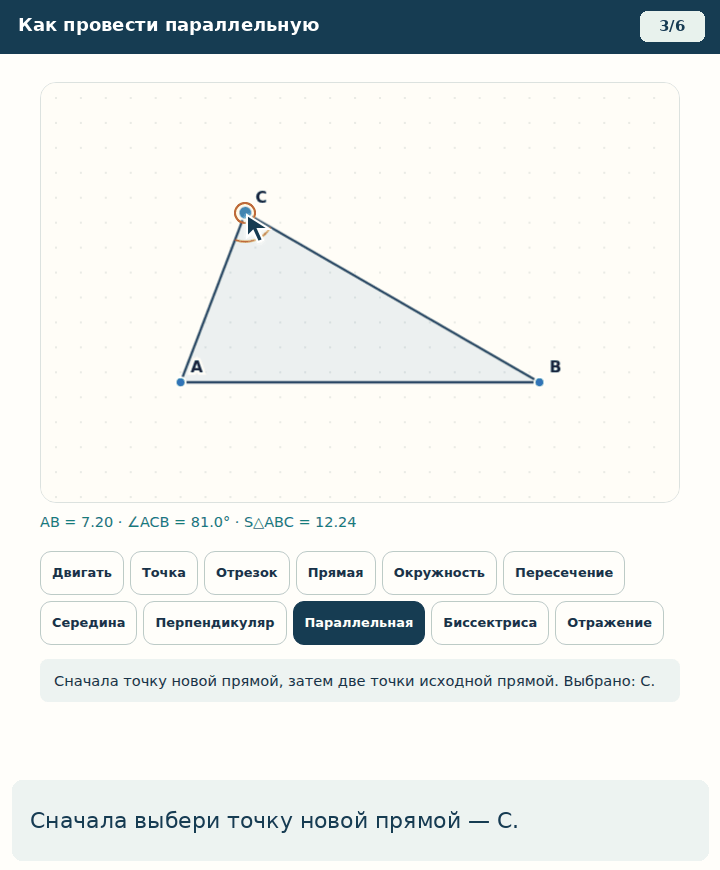 Как провести параллельную
3/6
C
A
B
AB = 7.20 · ∠ACB = 81.0° · S△ABC = 12.24
Двигать Точка Отрезок Прямая Окружность Пересечение
Середина Перпендикуляр Параллельная Биссектриса Отражение
Сначала точку новой прямой, затем две точки исходной прямой. Выбрано: C.
Сначала выбери точку новой прямой — C.